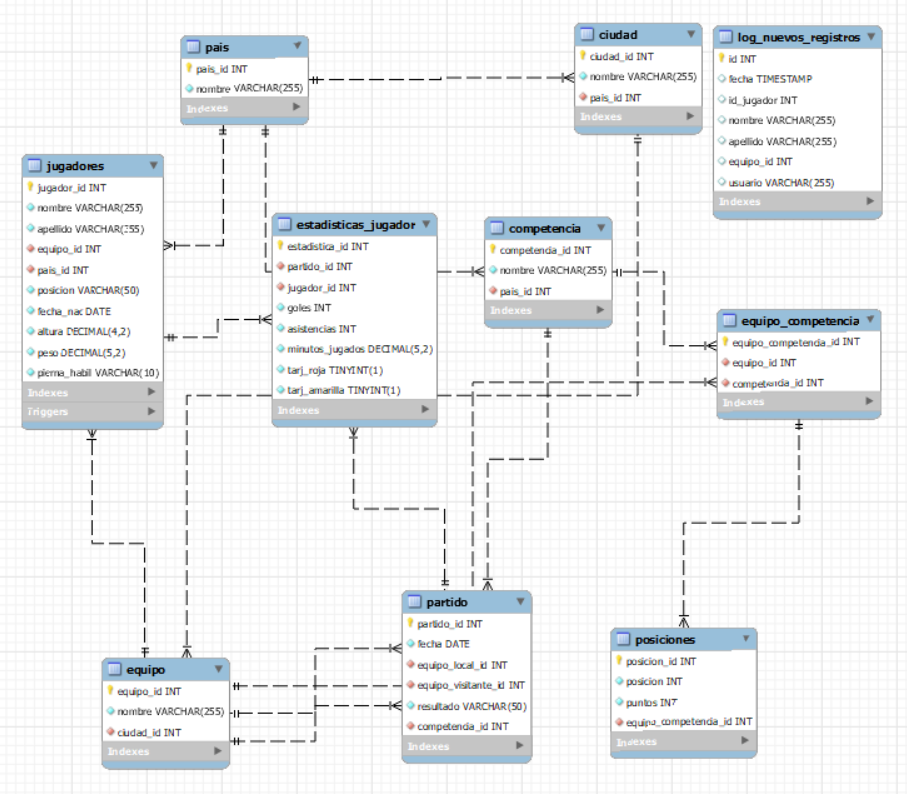 pais
pais_id INT
nombre VARCHAR(255)
Indexes
ciudad
ciudad_id INT
nombre VARCHAR(255)
pais_id INT
Indexes
log_nuevos_registros
id INT
fecha TIMESTAMP
id_jugador INT
nombre VARCHAR(255)
apellido VARCHAR(255)
equipo_id INT
usuario VARCHAR(255)
Indexes
jugadores
jugador_id INT
nombre VARCHAR(255)
apellido VARCHAR(255)
equipo_id INT
pais_id INT
posicion VARCHAR(50)
fecha_nac DATE
altura DECIMAL(4,2)
peso DECIMAL(5,2)
pierna_habil VARCHAR(10)
Indexes
Triggers
estadisticas_jugador
estadistica_id INT
partido_id INT
jugador_id INT
goles INT
asistencias INT
minutos_jugados DECIMAL(5,2)
tarj_roja TINYINT(1)
tarj_amarilla TINYINT(1)
Indexes
competencia
competencia_id INT
nombre VARCHAR(255)
pais_id INT
Indexes
equipo_competencia
equipo_competencia_id INT
equipo_id INT
competencia_id INT
Indexes
partido
partido_id INT
fecha DATE
equipo_local_id INT
equipo_visitante_id INT
resultado VARCHAR(50)
competencia_id INT
Indexes
equipo
equipo_id INT
nombre VARCHAR(255)
ciudad_id INT
Indexes
posiciones
posicion_id INT
posicion INT
puntos INT
equipo_competencia_id INT
Indexes